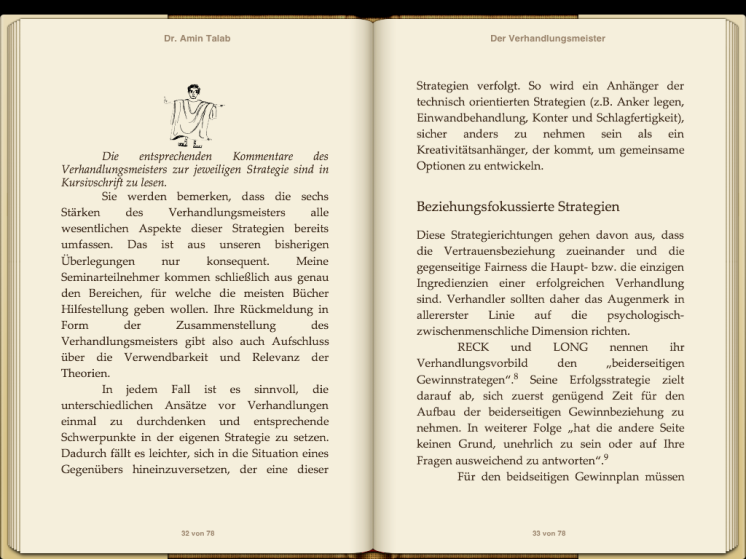 Dr. Amin Talab
Die entsprechenden Kommentare des
Verhandlungsmeisters zur jeweiligen Strategie sind in
Kursivschrift zu lesen.
Sie werden bemerken, dass die sechs
Stärken des Verhandlungsmeisters alle
wesentlichen Aspekte dieser Strategien bereits
umfassen. Das ist aus unseren bisherigen
Überlegungen nur konsequent. Meine
Seminarteilnehmer kommen schließlich aus genau
den Bereichen, für welche die meisten Bücher
Hilfestellung geben wollen. Ihre Rückmeldung in
Form der Zusammenstellung des
Verhandlungsmeisters gibt also auch Aufschluss
über die Verwendbarkeit und Relevanz der
Theorien.
In jedem Fall ist es sinnvoll, die
unterschiedlichen Ansätze vor Verhandlungen
einmal zu durchdenken und entsprechende
Schwerpunkte in der eigenen Strategie zu setzen.
Dadurch fällt es leichter, sich in die Situation eines
Gegenübers hineinzuversetzen, der eine dieser
32 von 78
Der Verhandlungsmeister
Strategien verfolgt. So wird ein Anhänger der
technisch orientierten Strategien (z.B. Anker legen,
Einwandbehandlung, Konter und Schlagfertigkeit),
sicher anders zu nehmen sein als ein
Kreativitätsanhänger, der kommt, um gemeinsame
Optionen zu entwickeln.
Beziehungsfokussierte Strategien
Diese Strategierichtungen gehen davon aus, dass
die Vertrauensbeziehung zueinander und die
gegenseitige Fairness die Haupt- bzw. die einzigen
Ingredienzien einer erfolgreichen Verhandlung
sind. Verhandler sollten daher das Augenmerk in
allererster Linie auf die psychologisch-
zwischenmenschliche Dimension richten.
RECK und LONG nennen ihr
Verhandlungsvorbild den „beiderseitigen
Gewinnstrategen“.8 Seine Erfolgsstrategie zielt
darauf ab, sich zuerst genügend Zeit für den
Aufbau der beiderseitigen Gewinnbeziehung zu
nehmen. In weiterer Folge „hat die andere Seite
keinen Grund, unehrlich zu sein oder auf Ihre
Fragen ausweichend zu antworten“.9
Für den beidseitigen Gewinnplan müssen
33 von 78